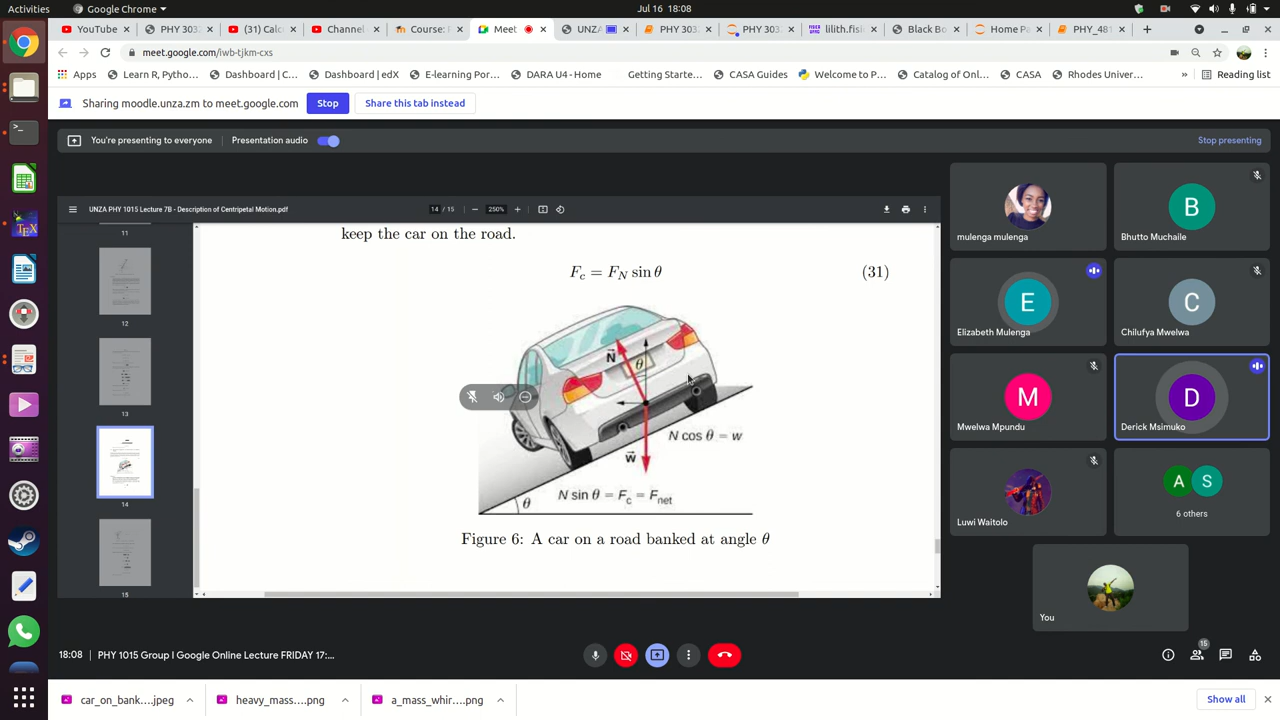 Activities
Google Chrome
Jul 16 18:08
YouTube
PHY 303
(31) Calc
Channel
Course: 
Meet
UNZA
PHY 303
PHY 303
lilith.fisi
Black Bo
Home Pa
PHY_481
meet.google.com/iwb-tjkm-cxs
Apps
Learn R, Pytho...
Dashboard | C...
Dashboard | edX
E-learning Por...
DARA U4 - Home
Getting Starte...
CASA Guides
Welcome to P...
Catalog of Onl...
CASA
Rhodes Univer...
»
Reading list
Sharing moodle.unza.zm to meet.google.com
Stop
Share this tab instead
You're presenting to everyone
Presentation audio
Stop presenting
UNZA PHY 1015 Lecture 7B - Description of Centripetal Motion.pdf
14 / 15
250%
11
12
13
14
15
keep the car on the road.
F_c = F_N sin θ (31)
N
θ
N cos θ = w
w
N sin θ = F_c = F_net
θ
Figure 6: A car on a road banked at angle θ
mulenga mulenga
B
Bhutto Muchaile
E
Elizabeth Mulenga
C
Chilufya Mwelwa
M
Mwelwa Mpundu
D
Derick Msimuko
Luwi Waitolo
A
S
6 others
You
18:08 | PHY 1015 Group I Google Online Lecture FRIDAY 17:...
15
car_on_bank....jpeg
heavy_mass....png
a_mass_whir....png
Show all